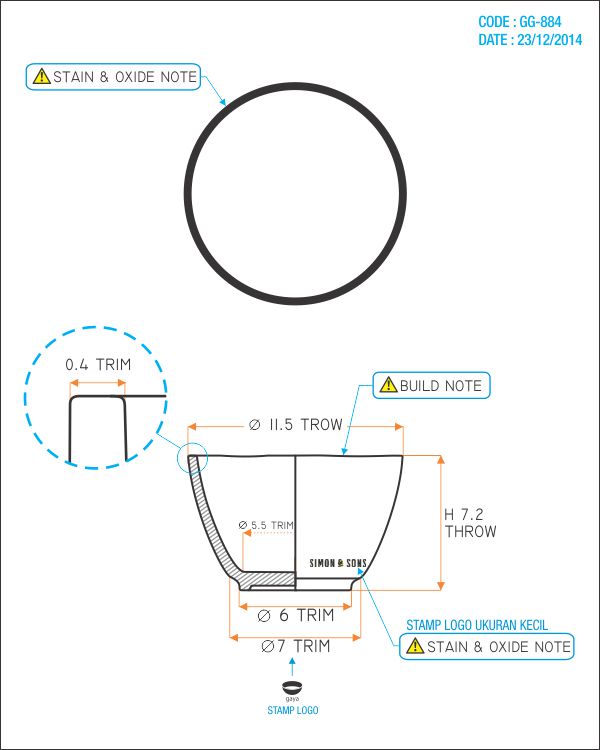 CODE : GG-884
DATE : 23/12/2014
STAIN & OXIDE NOTE
0.4 TRIM
BUILD NOTE
Ø 11.5 TROW
Ø 5.5 TRIM
H 7.2
THROW
SIMON & SONS
Ø 6 TRIM
STAMP LOGO UKURAN KECIL
Ø7 TRIM
STAIN & OXIDE NOTE
gaya
STAMP LOGO